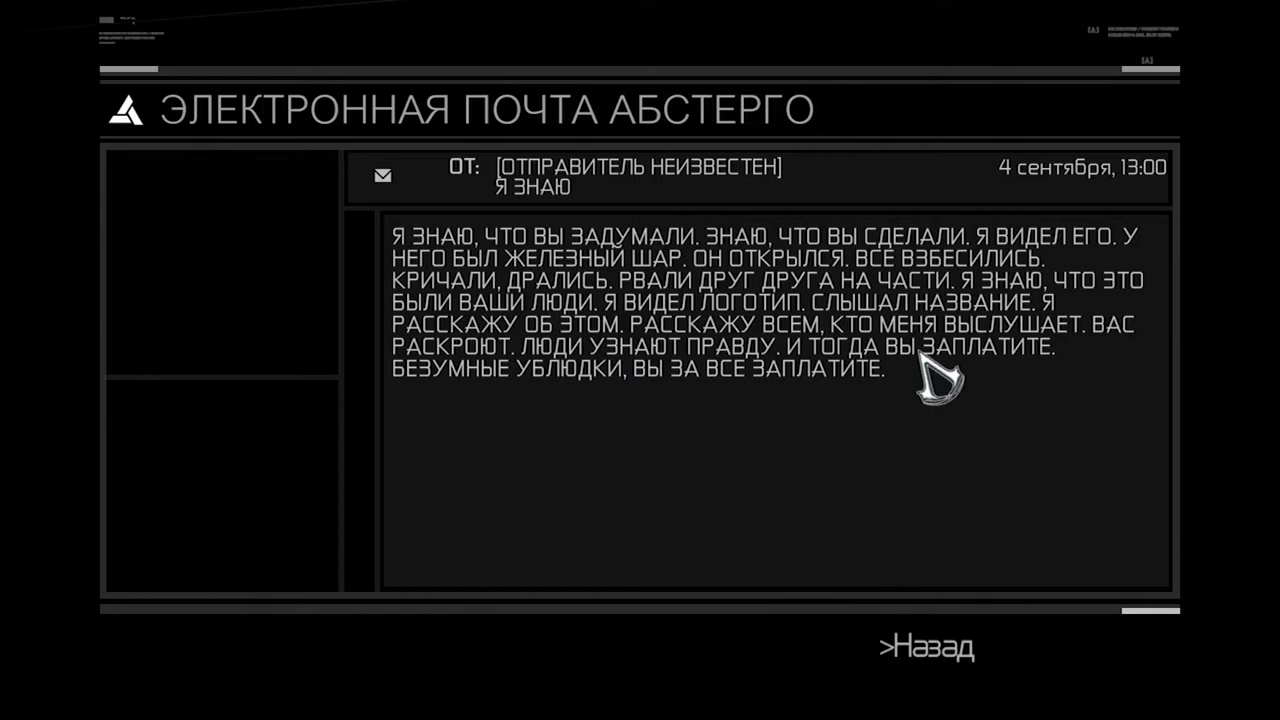 ЭЛЕКТРОННАЯ ПОЧТА АБСТЕРГО
ОТ: [ОТПРАВИТЕЛЬ НЕИЗВЕСТЕН] 4 сентября, 13:00
Я ЗНАЮ
Я ЗНАЮ, ЧТО ВЫ ЗАДУМАЛИ. ЗНАЮ, ЧТО ВЫ СДЕЛАЛИ. Я ВИДЕЛ ЕГО. У
НЕГО БЫЛ ЖЕЛЕЗНЫЙ ШАР. ОН ОТКРЫЛСЯ. ВСЕ ВЗБЕСИЛИСЬ.
КРИЧАЛИ, ДРАЛИСЬ. РВАЛИ ДРУГ ДРУГА НА ЧАСТИ. Я ЗНАЮ, ЧТО ЭТО
БЫЛИ ВАШИ ЛЮДИ. Я ВИДЕЛ ЛОГОТИП. СЛЫШАЛ НАЗВАНИЕ. Я
РАССКАЖУ ОБ ЭТОМ. РАССКАЖУ ВСЕМ, КТО МЕНЯ ВЫСЛУШАЕТ. ВАС
РАСКРОЮТ. ЛЮДИ УЗНАЮТ ПРАВДУ. И ТОГДА ВЫ ЗАПЛАТИТЕ.
БЕЗУМНЫЕ УБЛЮДКИ, ВЫ ЗА ВСЕ ЗАПЛАТИТЕ.
>Назад